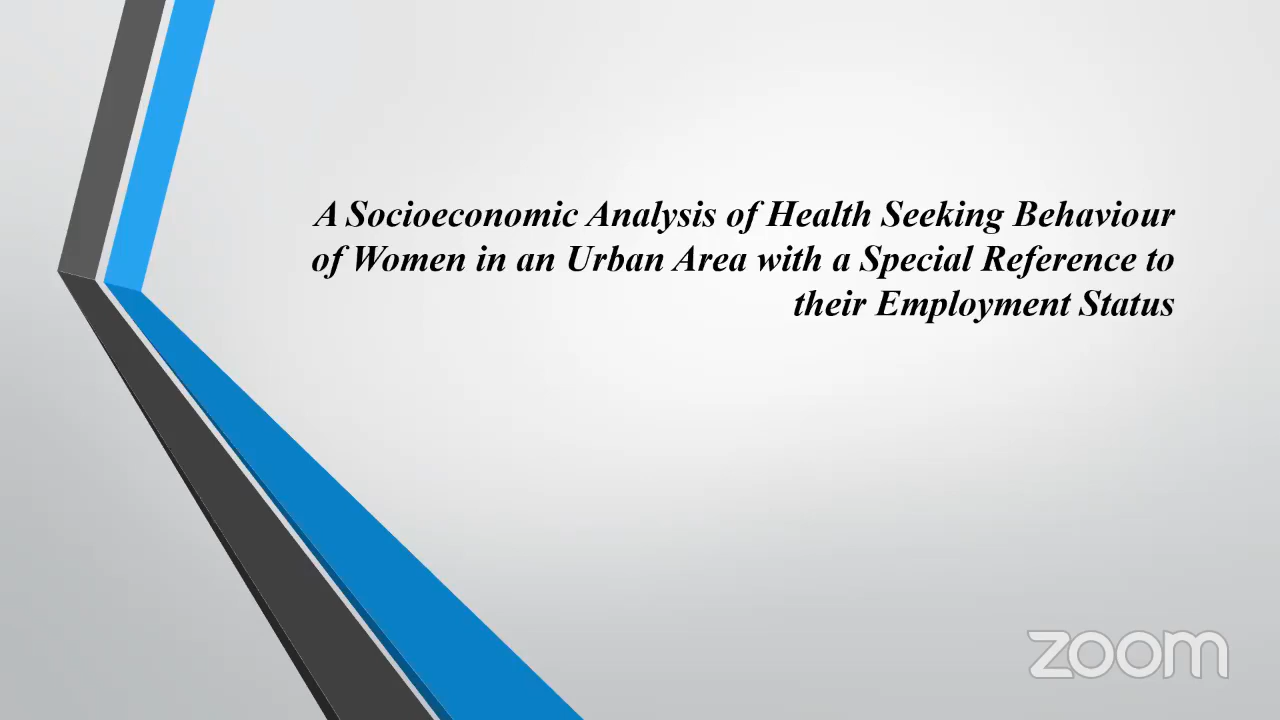 A Socioeconomic Analysis of Health Seeking Behaviour
of Women in an Urban Area with a Special Reference to
their Employment Status
zoom